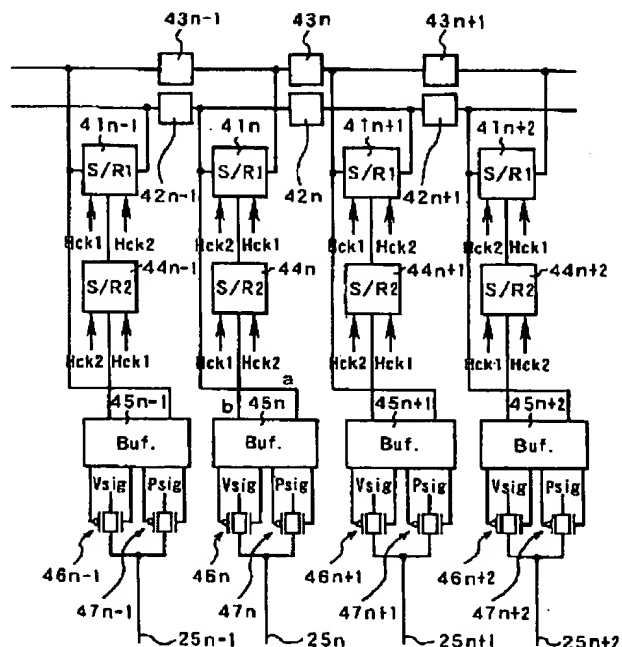 43n-1 43n 43n+1
41n-1 41n 41n+1 41n+2
S/R1 S/R1 S/R1 S/R1
42n-1 42n 42n+1
Hck1 Hck2 Hck2 Hck1 Hck1 Hck2 Hck2 Hck1
44n-1 44n 44n+1 44n+2
S/R2 S/R2 S/R2 S/R2
Hck2 Hck1 Hck1 Hck2 Hck2 Hck1 Hck1 Hck2
a
45n-1 b 45n 45n+1 45n+2
Buf. Buf. Buf. Buf.
Vsig Psig Vsig Psig Vsig Psig Vsig Psig
46n-1 46n 46n+1 46n+2
47n-1 47n 47n+1 47n+2
25n-1 25n 25n+1 25n+2